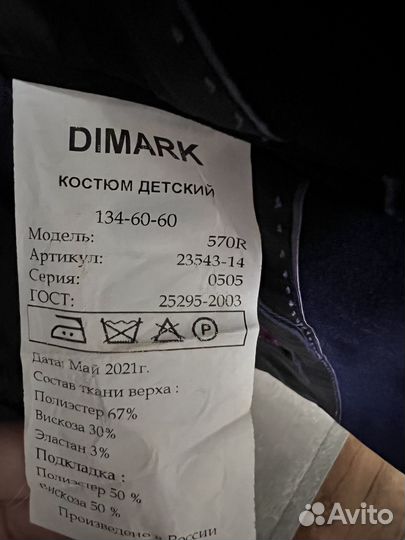 DIMARK
КОСТЮМ ДЕТСКИЙ
134-60-60
Модель: 570R
Артикул: 23543-14
Серия: 0505
ГОСТ: 25295-2003
P
Дата: Май 2021г.
Состав ткани верха :
Полиэстер 67%
Вискоза 30%
Эластан 3%
Подкладка :
Полиэстер 50 %
вискоза 50 %
Произведено в России
Avito